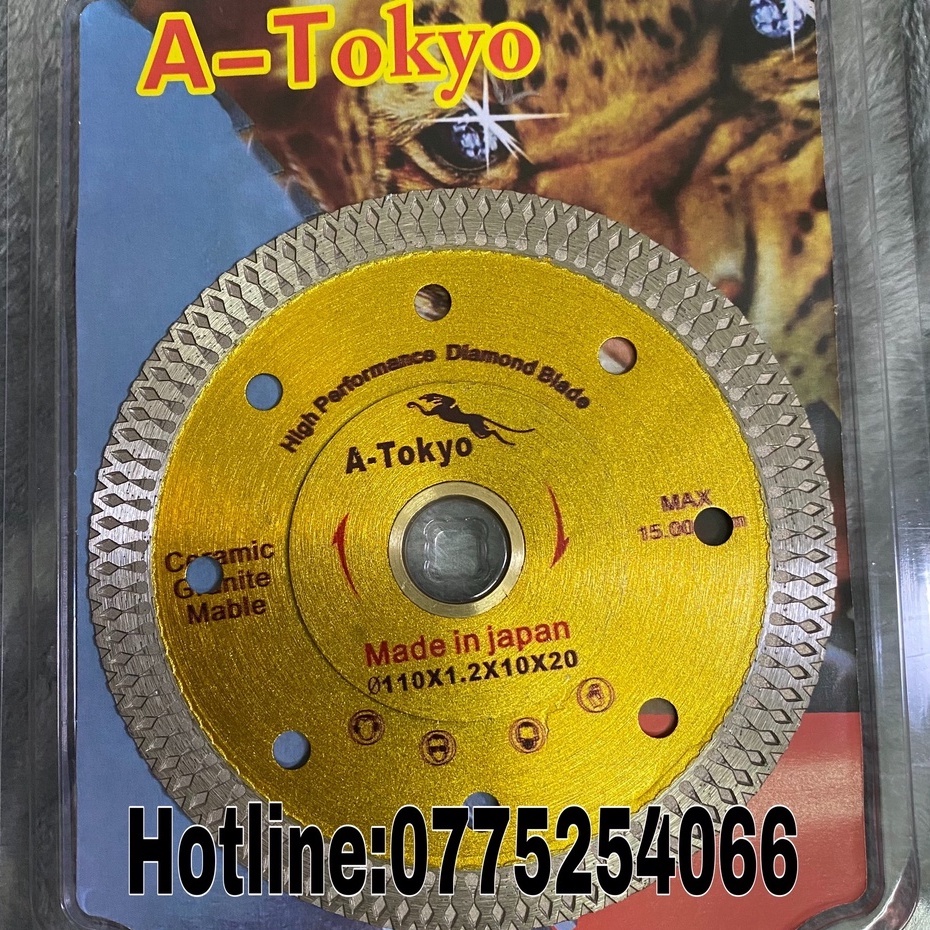 A-Tokyo
High Performance Diamond Blade
A-Tokyo
MAX
Ceramic
Mable
Made in japan
Ø110X1.2X10X20
Hotline:0775254066